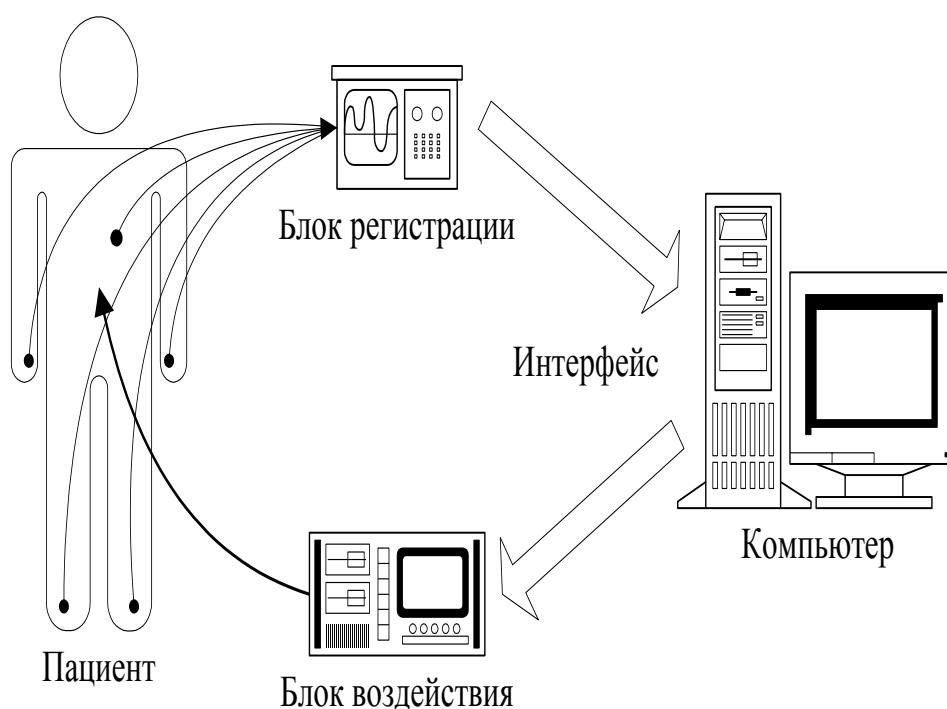 Блок регистрации
Интерфейс
Компьютер
Пациент
Блок воздействия